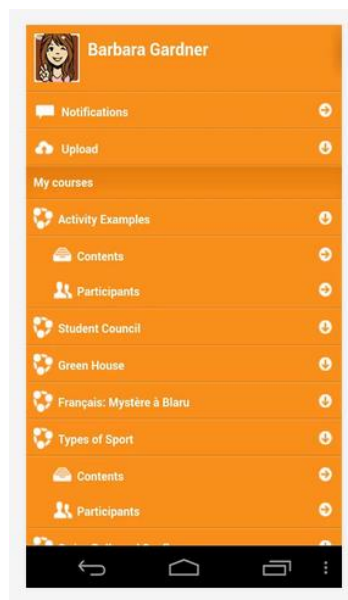 Barbara Gardner
Notifications
Upload
My courses
Activity Examples
Contents
Participants
Student Council
Green House
Français: Mystère à Blaru
Types of Sport
Contents
Participants